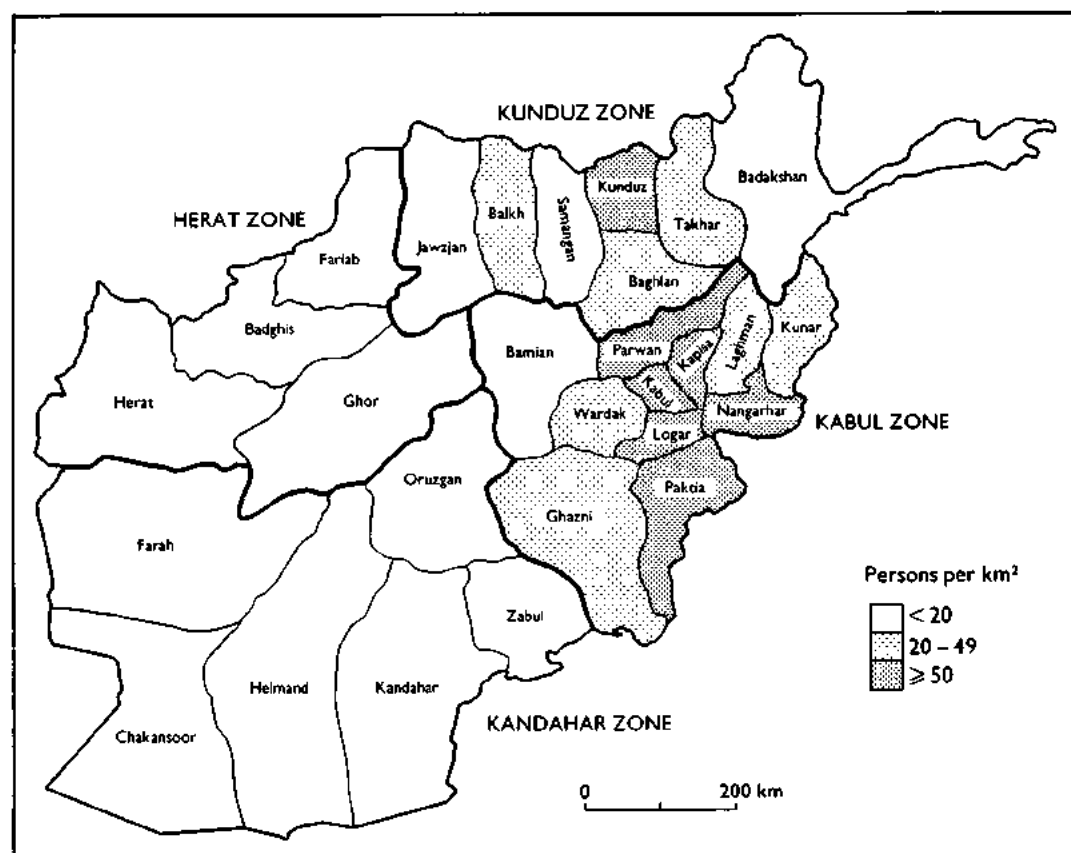 KUNDUZ ZONE
Badakshan
Kunduz
Takhar
Balkh
Samangan
HERAT ZONE
Jawzjan
Fariab
Baghlan
Badghis
Kunar
Laghman
Parwan
Kapisa
Bamian
Kabul
Herat
Ghor
Wardak
Nangarhar
KABUL ZONE
Logar
Oruzgan
Paktia
Ghazni
Farah
Persons per km²
< 20
20 – 49
⩾ 50
Zabul
Helmand
Kandahar
KANDAHAR ZONE
Chakansoor
0 200 km